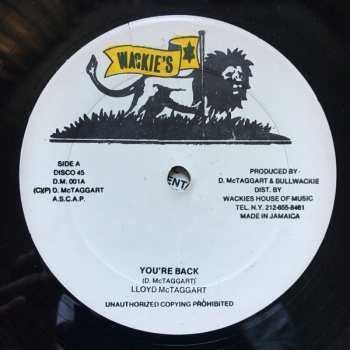 WACKIE'S
SIDE A
DISCO 45
D.M. 001A
(C)(P) D. McTAGGART
A.S.C.A.P.
PRODUCED BY
D. McTAGGART & BULLWACKIE
DIST. BY
WACKIES HOUSE OF MUSIC
TEL. N.Y. 212-655-8461
MADE IN JAMAICA
ENT
YOU'RE BACK
(D. McTAGGART)
LLOYD McTAGGART
UNAUTHORIZED COPYING PROHIBITED